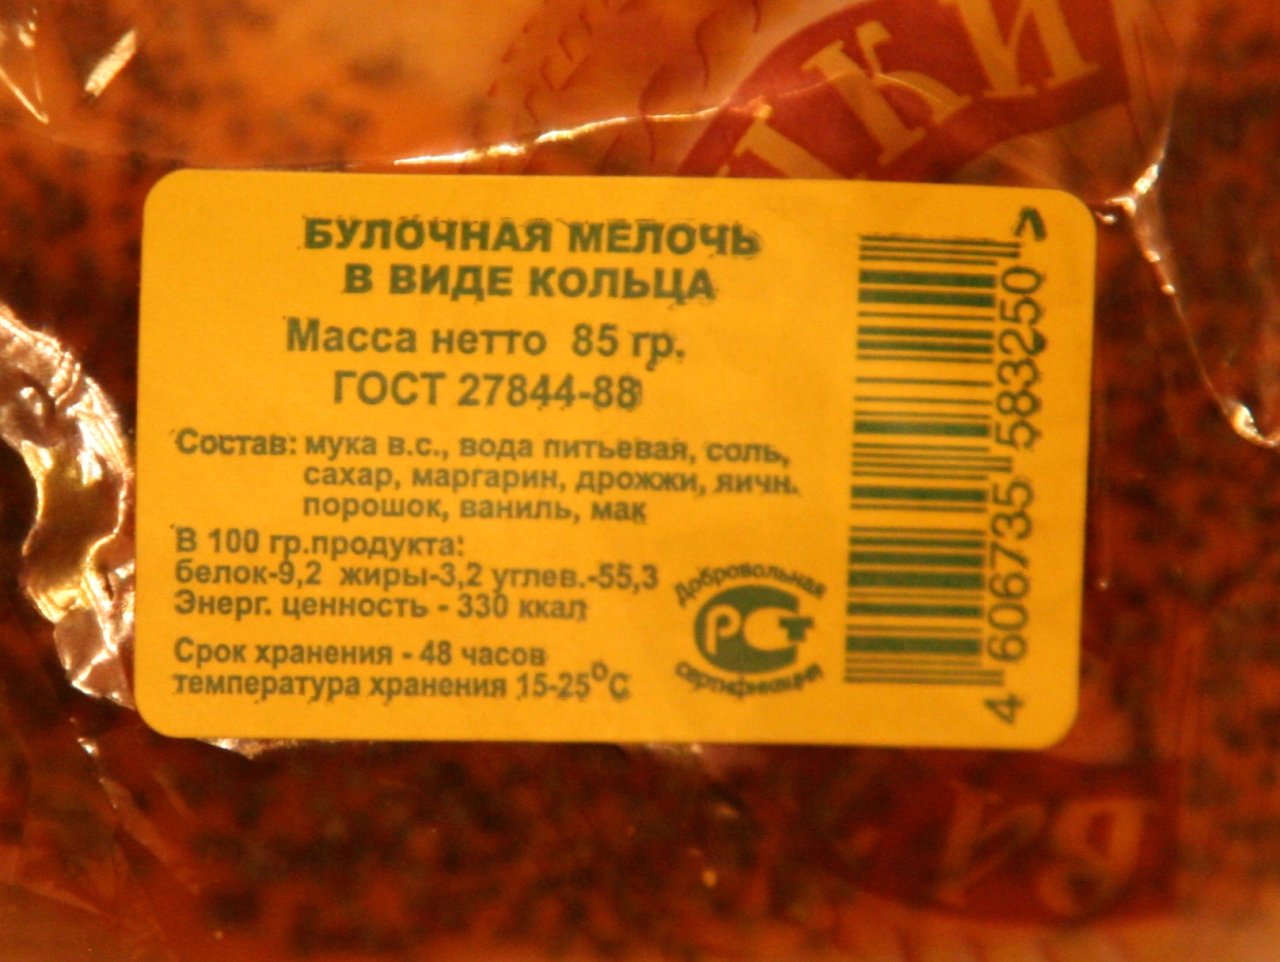 КИ
БУЛОЧНАЯ МЕЛОЧЬ
В ВИДЕ КОЛЬЦА
Масса нетто 85 гр.
ГОСТ 27844-88
Состав: мука в.с., вода питьевая, соль,
сахар, маргарин, дрожжи, яичн.
порошок, ваниль, мак
В 100 гр.продукта:
белок-9,2 жиры-3,2 углев.-55,3
Энерг. ценность - 330 ккал
Срок хранения - 48 часов
температура хранения 15-25°С
Добровольная
РСТ
сертификация
4 606735 583250 >